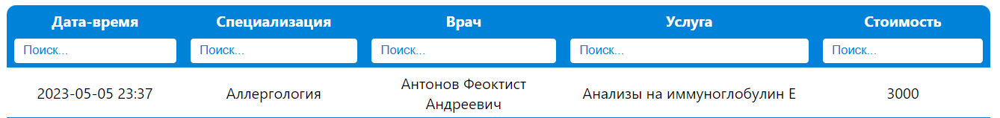 Дата-время Специализация Врач Услуга Стоимость
Поиск... Поиск... Поиск... Поиск... Поиск...
2023-05-05 23:37 Аллергология Антонов Феоктист Андреевич Анализы на иммуноглобулин Е 3000